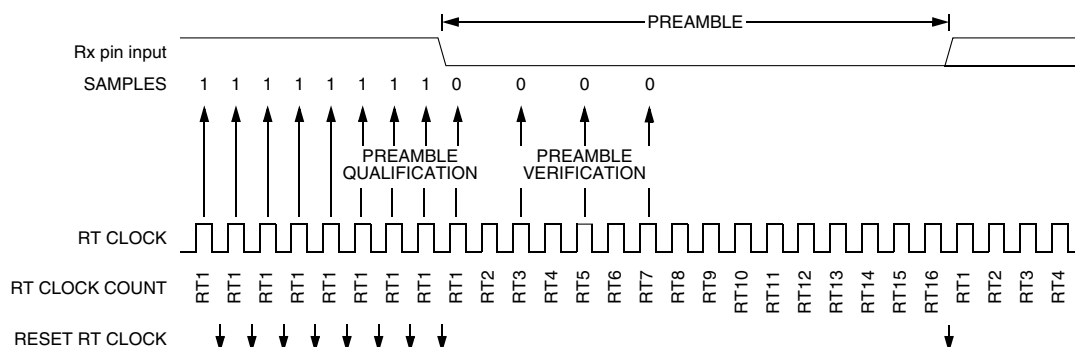 PREAMBLE
Rx pin input
SAMPLES 1 1 1 1 1 1 1 1 0 0 0 0
PREAMBLE QUALIFICATION
PREAMBLE VERIFICATION
RT CLOCK
RT CLOCK COUNT RT1 RT1 RT1 RT1 RT1 RT1 RT1 RT1 RT1 RT2 RT3 RT4 RT5 RT6 RT7 RT8 RT9 RT10 RT11 RT12 RT13 RT14 RT15 RT16 RT1 RT2 RT3 RT4
RESET RT CLOCK